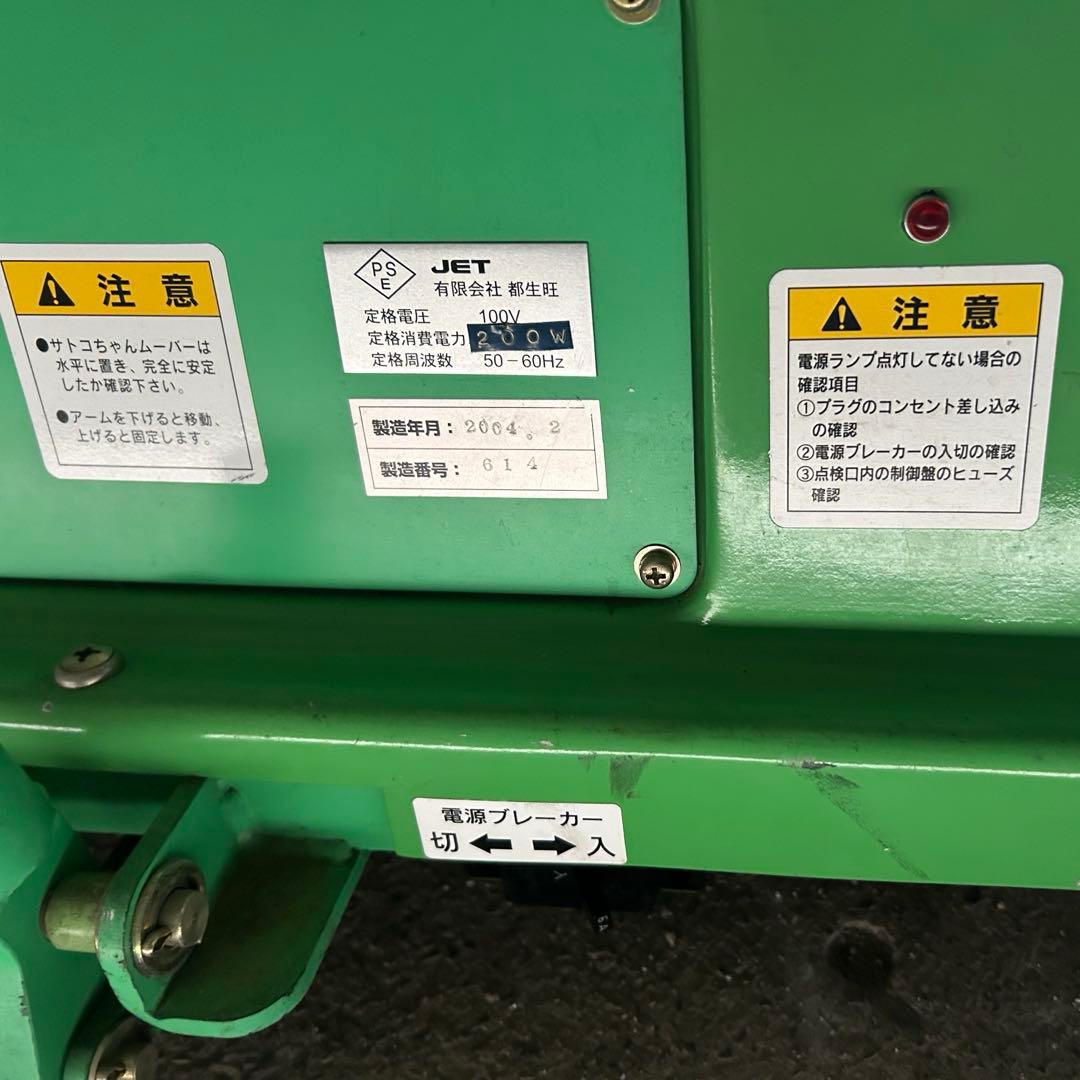 注意
●サトコちゃんムーバーは
水平に置き、完全に安定
したか確認下さい。
●アームを下げると移動、
上げると固定します。
PS
E
JET
有限会社 都生旺
定格電圧 100V
定格消費電力 200W
定格周波数 50-60Hz
製造年月：2004.2
製造番号：614
注意
電源ランプ点灯してない場合の
確認項目
①プラグのコンセント差し込み
の確認
②電源ブレーカーの入切の確認
③点検口内の制御盤のヒューズ
確認
電源ブレーカー
切 ← → 入